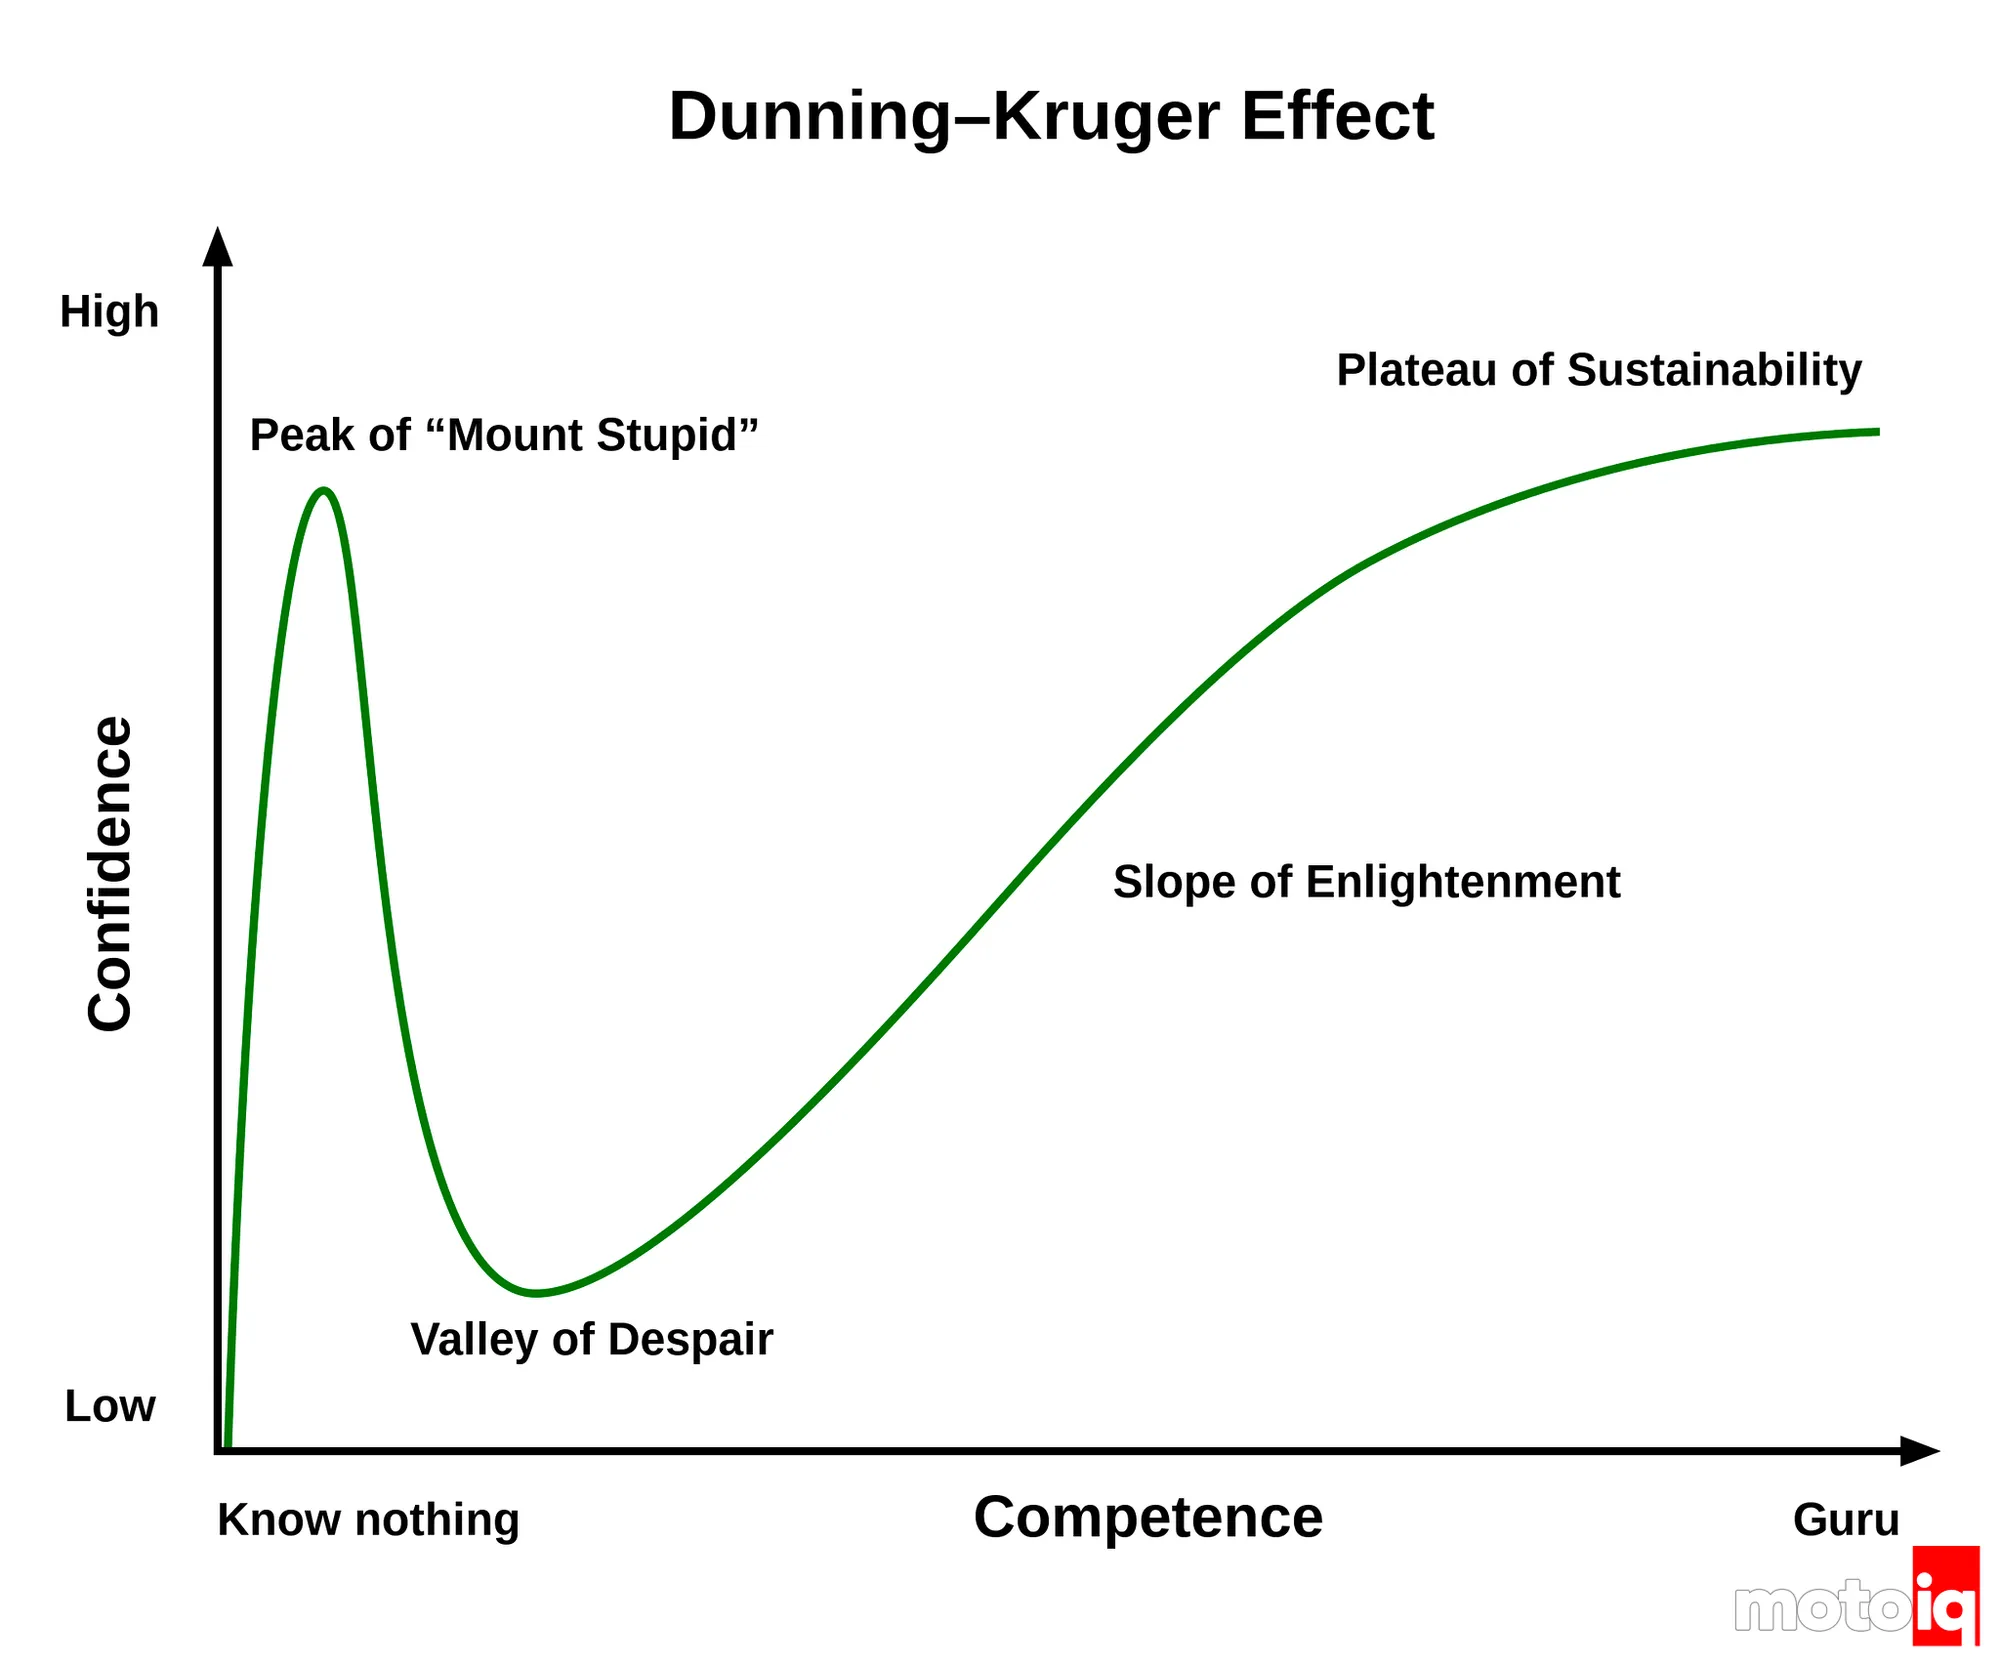 Dunning–Kruger Effect
High
Plateau of Sustainability
Peak of “Mount Stupid”
Confidence
Slope of Enlightenment
Valley of Despair
Low
Know nothing
Competence
Guru
motoiq